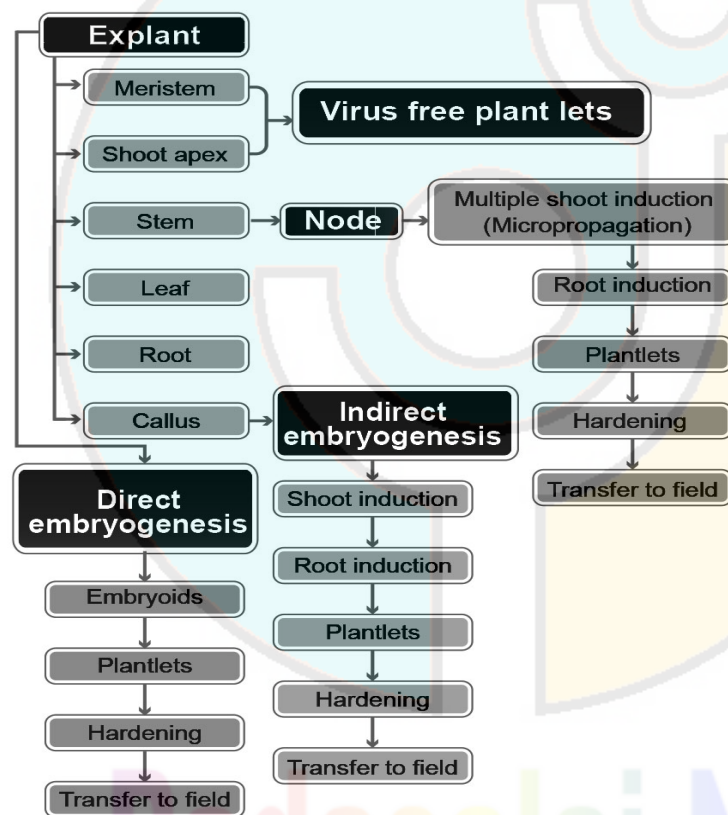 Explant
Meristem
Shoot apex
Virus free plant lets
Stem
Node
Multiple shoot induction
(Micropropagation)
Root induction
Plantlets
Hardening
Transfer to field
Leaf
Root
Callus
Indirect
embryogenesis
Shoot induction
Root induction
Plantlets
Hardening
Transfer to field
Direct
embryogenesis
Embryoids
Plantlets
Hardening
Transfer to field